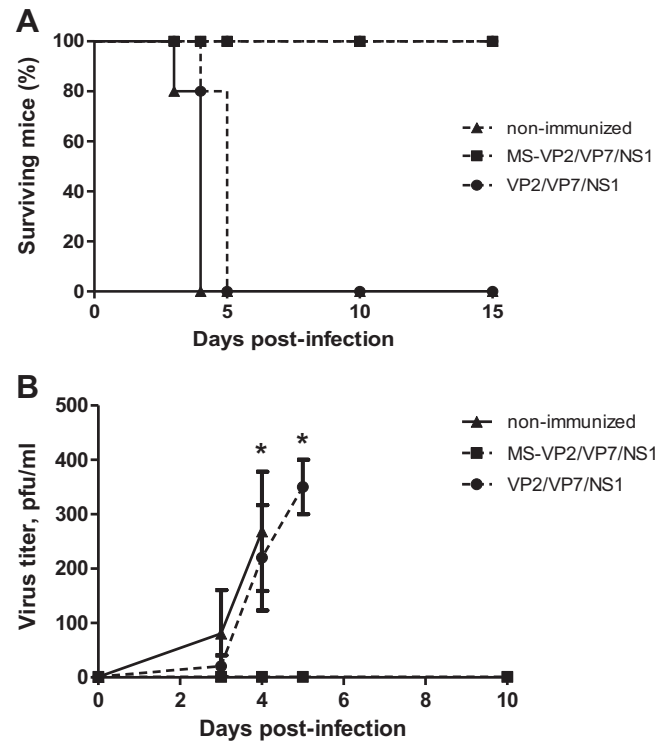 A
Surviving mice (%)
100
80
60
40
20
0
0 5 10 15
Days post-infection
non-immunized
MS-VP2/VP7/NS1
VP2/VP7/NS1
B
Virus titer, pfu/ml
500
400
300
200
100
0
* *
0 2 4 6 8 10
Days post-infection
non-immunized
MS-VP2/VP7/NS1
VP2/VP7/NS1